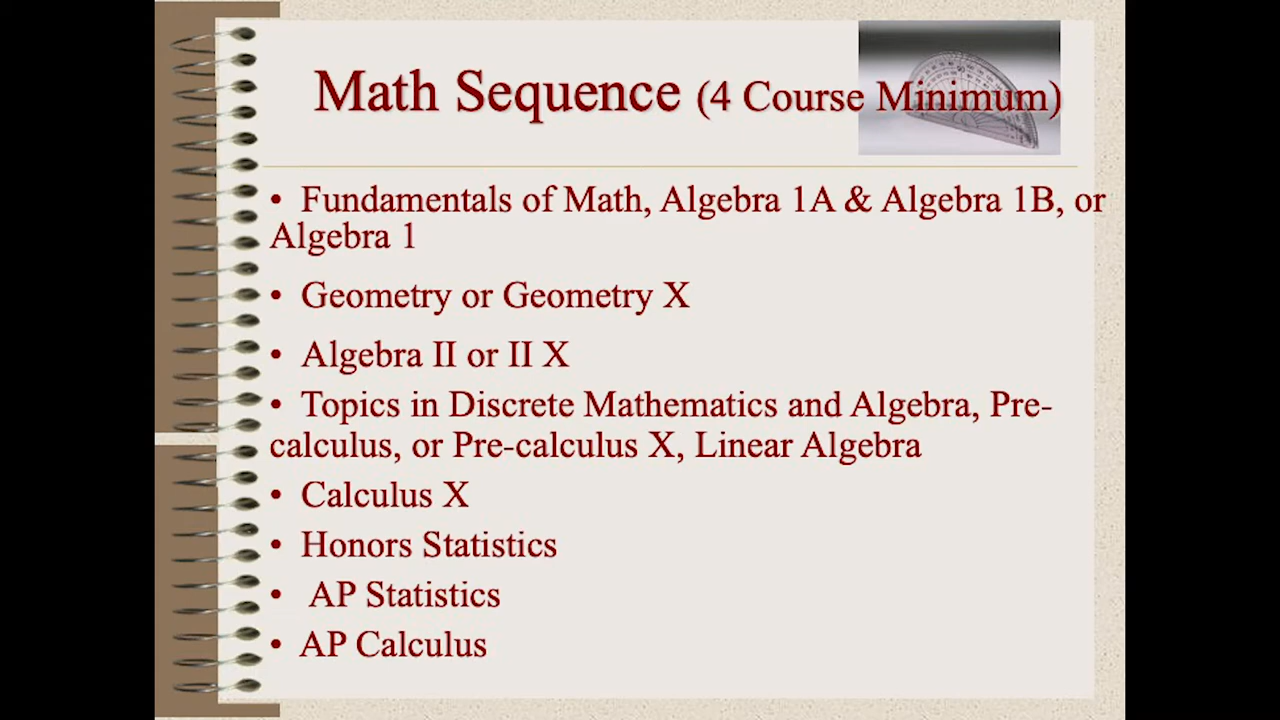 Math Sequence (4 Course Minimum)
• Fundamentals of Math, Algebra 1A & Algebra 1B, or
Algebra 1
• Geometry or Geometry X
• Algebra II or II X
• Topics in Discrete Mathematics and Algebra, Pre-
calculus, or Pre-calculus X, Linear Algebra
• Calculus X
• Honors Statistics
• AP Statistics
• AP Calculus